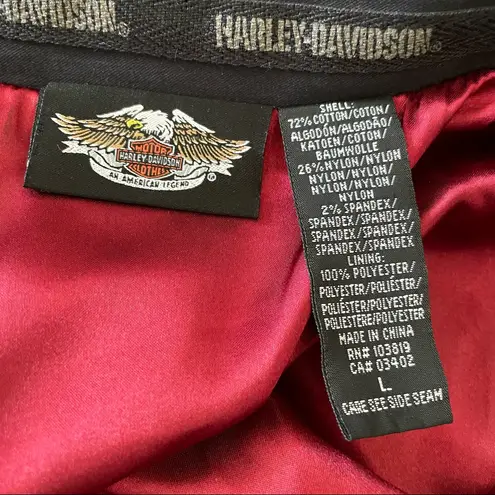 DAVIDSON®
HARLEY-DAVIDSON®
MOTOR
HARLEY-DAVIDSON
CLOTHES
AN AMERICAN LEGEND
SHELL:
72% COTTON/COTON/
ALGODÓN/ALGODÃO/
KATOEN/COTON/
BAUMWOLLE
26% NYLON/NYLON
NYLON/NYLON/
NYLON/NYLON/
NYLON
2% SPANDEX/
SPANDEX/SPANDEX/
SPANDEX/SPANDEX/
SPANDEX/SPANDEX
LINING:
100% POLYESTER/
POLYESTER/POLIÉSTER/
POLIÉSTER/POLYESTER/
POLIESTERE/POLYESTER
MADE IN CHINA
RN# 103819
CA# 03402
L
CARE SEE SIDE SEAM